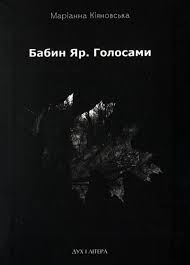 Маріанна Кіяновська
Бабин Яр. Голосами
ДУХ І ЛІТЕРА